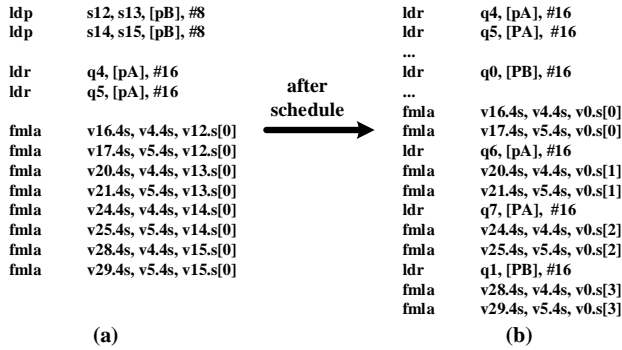 ldp s12, s13, [pB], #8
ldp s14, s15, [pB], #8
ldr q4, [pA], #16
ldr q5, [pA], #16
fmla v16.4s, v4.4s, v12.s[0]
fmla v17.4s, v5.4s, v12.s[0]
fmla v20.4s, v4.4s, v13.s[0]
fmla v21.4s, v5.4s, v13.s[0]
fmla v24.4s, v4.4s, v14.s[0]
fmla v25.4s, v5.4s, v14.s[0]
fmla v28.4s, v4.4s, v15.s[0]
fmla v29.4s, v5.4s, v15.s[0]
(a)
after
schedule
ldr q4, [pA], #16
ldr q5, [PA], #16
...
ldr q0, [PB], #16
...
fmla v16.4s, v4.4s, v0.s[0]
fmla v17.4s, v5.4s, v0.s[0]
ldr q6, [pA], #16
fmla v20.4s, v4.4s, v0.s[1]
fmla v21.4s, v5.4s, v0.s[1]
ldr q7, [PA], #16
fmla v24.4s, v4.4s, v0.s[2]
fmla v25.4s, v5.4s, v0.s[2]
ldr q1, [PB], #16
fmla v28.4s, v4.4s, v0.s[3]
fmla v29.4s, v5.4s, v0.s[3]
(b)